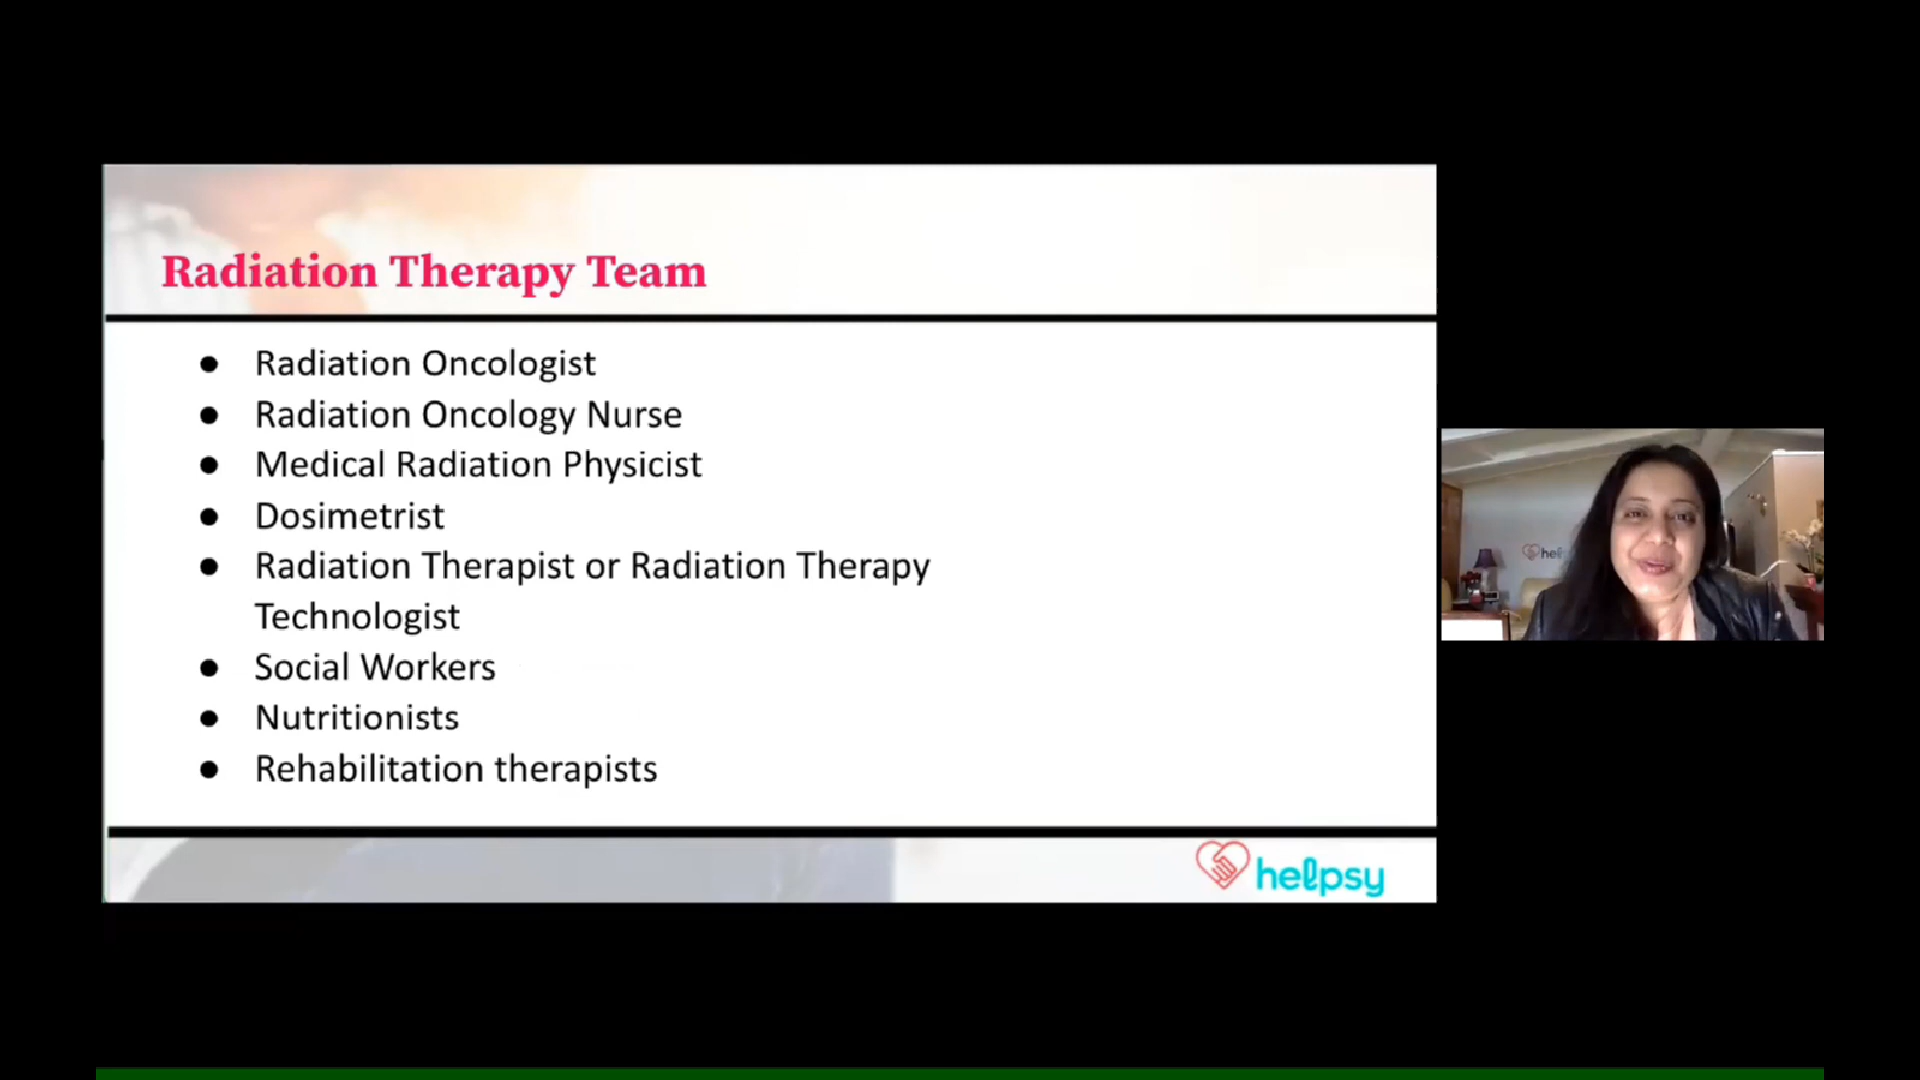 Radiation Therapy Team
● Radiation Oncologist
● Radiation Oncology Nurse
● Medical Radiation Physicist
● Dosimetrist
● Radiation Therapist or Radiation Therapy
Technologist
● Social Workers
● Nutritionists
● Rehabilitation therapists
helpsy
hel